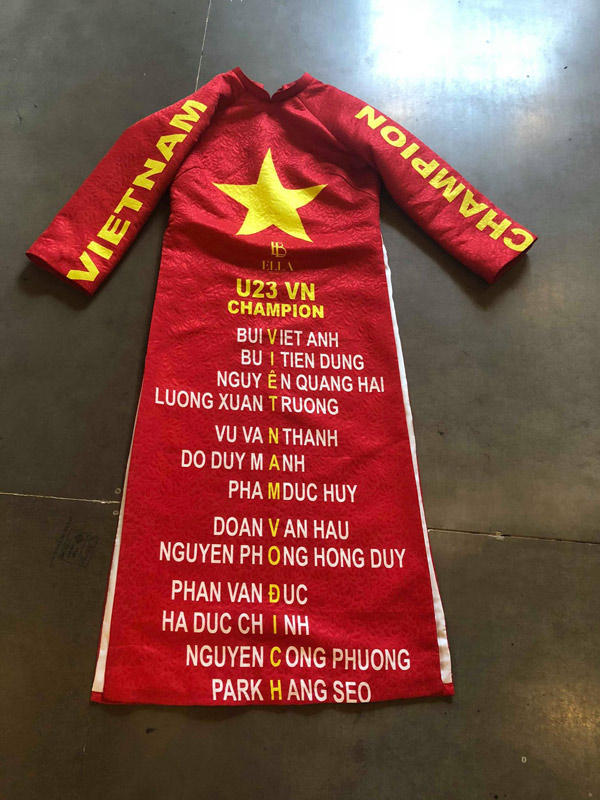 VIETNAM
CHAMPION
ELLA
U23 VN
CHAMPION
BUI VIET ANH
BUI TIEN DUNG
NGUYÊN QUANG HAI
LUONG XUAN TRUONG
VU VAN THANH
DO DUY MANH
PHAM DUC HUY
DOAN VAN HAU
NGUYEN PHONG HONG DUY
PHAN VAN ĐUC
HA DUC CHINH
NGUYEN CONG PHUONG
PARK HANG SEO